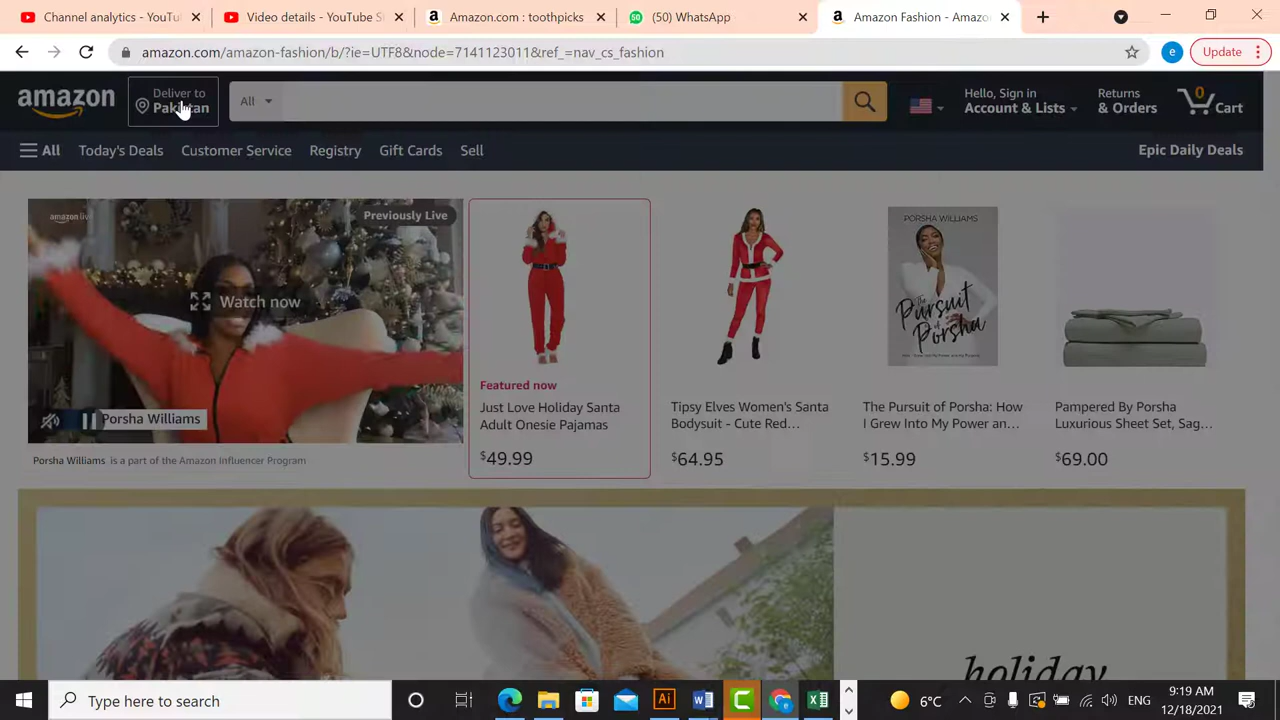 Channel analytics - YouTu
Video details - YouTube S
Amazon.com : toothpicks
(50) WhatsApp
Amazon Fashion - Amazo
amazon.com/amazon-fashion/b/?ie=UTF8&node=7141123011&ref_=nav_cs_fashion
e
Update
amazon
Deliver to
Pakistan
All
Hello, Sign in
Account & Lists
Returns
& Orders
0
Cart
All
Today's Deals
Customer Service
Registry
Gift Cards
Sell
Epic Daily Deals
amazon live
Previously Live
Watch now
Porsha Williams
Porsha Williams is a part of the Amazon Influencer Program
Featured now
Just Love Holiday Santa
Adult Onesie Pajamas
$49.99
Tipsy Elves Women's Santa
Bodysuit - Cute Red...
$64.95
PORSHA WILLIAMS
THE
Pursuit
of
Porsha
The Pursuit of Porsha: How
I Grew Into My Power an...
$15.99
Pampered By Porsha
Luxurious Sheet Set, Sag...
$69.00
holiday
Type here to search
Ai
6°C
ENG
9:19 AM
12/18/2021